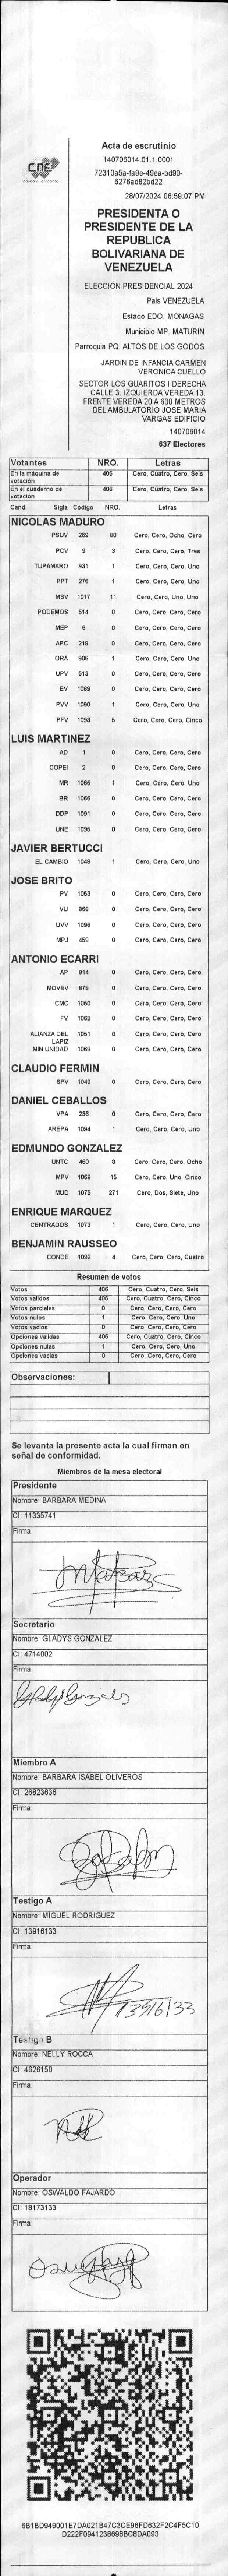 CNE
Acta de escrutinio
140706014.01.1.0001
72310a5a-fa9e-49ea-bd90-
6276ad82bd22
28/07/2024 06:59:07 PM
PRESIDENTA O
PRESIDENTE DE LA
REPUBLICA
BOLIVARIANA DE
VENEZUELA
ELECCIÓN PRESIDENCIAL 2024
País VENEZUELA
Estado EDO. MONAGAS
Municipio MP. MATURIN
Parroquia PQ. ALTOS DE LOS GODOS
JARDIN DE INFANCIA CARMEN
VERONICA CUELLO
SECTOR LOS GUARITOS I DERECHA
CALLE 3. IZQUIERDA VEREDA 13.
FRENTE VEREDA 20 A 600 METROS
DEL AMBULATORIO JOSE MARIA
VARGAS EDIFICIO
140706014
637 Electores
Votantes NRO. Letras
En la máquina de votación 406 Cero, Cuatro, Cero, Seis
En el cuaderno de votación 406 Cero, Cuatro, Cero, Seis
Cand. Sigla Código NRO. Letras
NICOLAS MADURO
PSUV 269 80 Cero, Cero, Ocho, Cero
PCV 9 3 Cero, Cero, Cero, Tres
TUPAMARO 931 1 Cero, Cero, Cero, Uno
PPT 276 1 Cero, Cero, Cero, Uno
MSV 1017 11 Cero, Cero, Uno, Uno
PODEMOS 514 0 Cero, Cero, Cero, Cero
MEP 6 0 Cero, Cero, Cero, Cero
APC 219 0 Cero, Cero, Cero, Cero
ORA 906 1 Cero, Cero, Cero, Uno
UPV 513 0 Cero, Cero, Cero, Cero
EV 1089 0 Cero, Cero, Cero, Cero
PVV 1090 1 Cero, Cero, Cero, Uno
PFV 1093 5 Cero, Cero, Cero, Cinco
LUIS MARTINEZ
AD 1 0 Cero, Cero, Cero, Cero
COPEI 2 0 Cero, Cero, Cero, Cero
MR 1065 1 Cero, Cero, Cero, Uno
BR 1066 0 Cero, Cero, Cero, Cero
DDP 1091 0 Cero, Cero, Cero, Cero
UNE 1095 0 Cero, Cero, Cero, Cero
JAVIER BERTUCCI
EL CAMBIO 1046 1 Cero, Cero, Cero, Uno
JOSE BRITO
PV 1053 0 Cero, Cero, Cero, Cero
VU 868 0 Cero, Cero, Cero, Cero
UVV 1096 0 Cero, Cero, Cero, Cero
MPJ 459 0 Cero, Cero, Cero, Cero
ANTONIO ECARRI
AP 814 0 Cero, Cero, Cero, Cero
MOVEV 878 0 Cero, Cero, Cero, Cero
CMC 1050 0 Cero, Cero, Cero, Cero
FV 1062 0 Cero, Cero, Cero, Cero
ALIANZA DEL LAPIZ 1051 0 Cero, Cero, Cero, Cero
MIN UNIDAD 1068 0 Cero, Cero, Cero, Cero
CLAUDIO FERMIN
SPV 1049 0 Cero, Cero, Cero, Cero
DANIEL CEBALLOS
VPA 236 0 Cero, Cero, Cero, Cero
AREPA 1094 1 Cero, Cero, Cero, Uno
EDMUNDO GONZALEZ
UNTC 460 8 Cero, Cero, Cero, Ocho
MPV 1069 15 Cero, Cero, Uno, Cinco
MUD 1075 271 Cero, Dos, Siete, Uno
ENRIQUE MARQUEZ
CENTRADOS 1073 1 Cero, Cero, Cero, Uno
BENJAMIN RAUSSEO
CONDE 1092 4 Cero, Cero, Cero, Cuatro
Resumen de votos
Votos 406 Cero, Cuatro, Cero, Seis
Votos validos 405 Cero, Cuatro, Cero, Cinco
Votos parciales 0 Cero, Cero, Cero, Cero
Votos nulos 1 Cero, Cero, Cero, Uno
Votos vacios 0 Cero, Cero, Cero, Cero
Opciones validas 405 Cero, Cuatro, Cero, Cinco
Opciones nulas 1 Cero, Cero, Cero, Uno
Opciones vacias 0 Cero, Cero, Cero, Cero
Observaciones:
Se levanta la presente acta la cual firman en
señal de conformidad.
Miembros de la mesa electoral
Presidente
Nombre: BARBARA MEDINA
CI: 11335741
Firma:
Secretario
Nombre: GLADYS GONZALEZ
CI: 4714002
Firma:
Miembro A
Nombre: BARBARA ISABEL OLIVEROS
CI: 26823636
Firma:
Testigo A
Nombre: MIGUEL RODRIGUEZ
CI: 13916133
Firma:
13916133
Testigo B
Nombre: NELLY ROCCA
CI: 4626150
Firma:
Operador
Nombre: OSWALDO FAJARDO
CI: 18173133
Firma:
6B1BD949001E7DA021B47C3CE96FD632F2C4F5C10
D222F0941238698BC8DA093